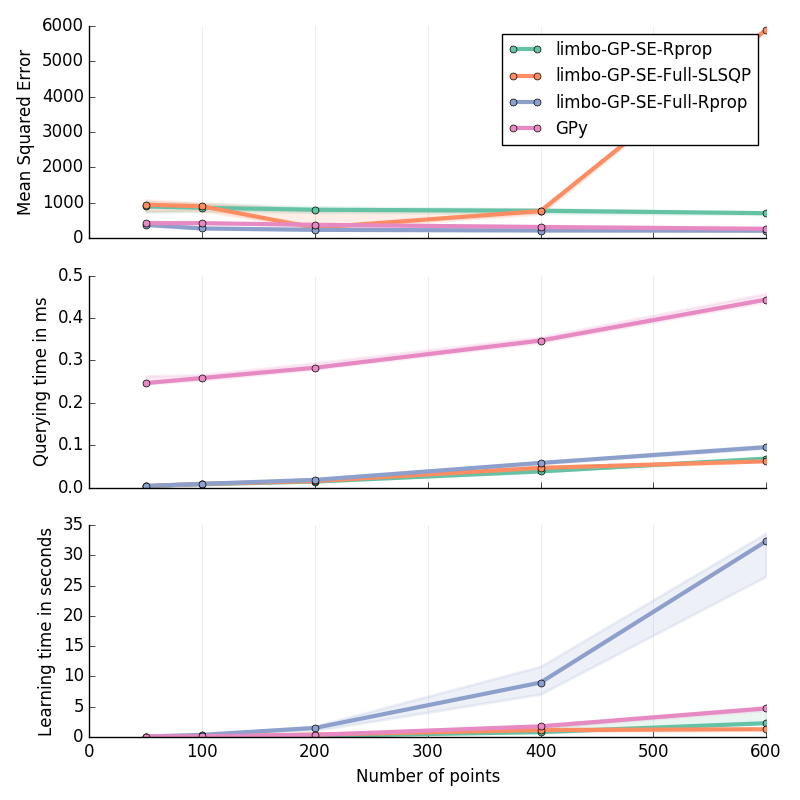 6000
5000
4000
3000
2000
1000
0
Mean Squared Error
limbo-GP-SE-Rprop
limbo-GP-SE-Full-SLSQP
limbo-GP-SE-Full-Rprop
GPy
0.5
0.4
0.3
0.2
0.1
0.0
Querying time in ms
35
30
25
20
15
10
5
0
Learning time in seconds
0 100 200 300 400 500 600
Number of points